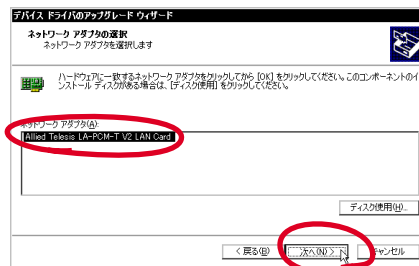 デバイス ドライバのアップグレード ウィザード
ネットワーク アダプタの選択
ネットワーク アダプタを選択します
ハードウェアに一致するネットワーク アダプタをクリックしてから [OK] をクリックしてください。このコンポーネントのイ
ンストール ディスクがある場合は、[ディスク使用] をクリックしてください。
ネットワーク アダプタ(A):
Allied Telesis LA-PCM-T V2 LAN Card
ディスク使用(H)...
< 戻る(B)
次へ(N) >
キャンセル